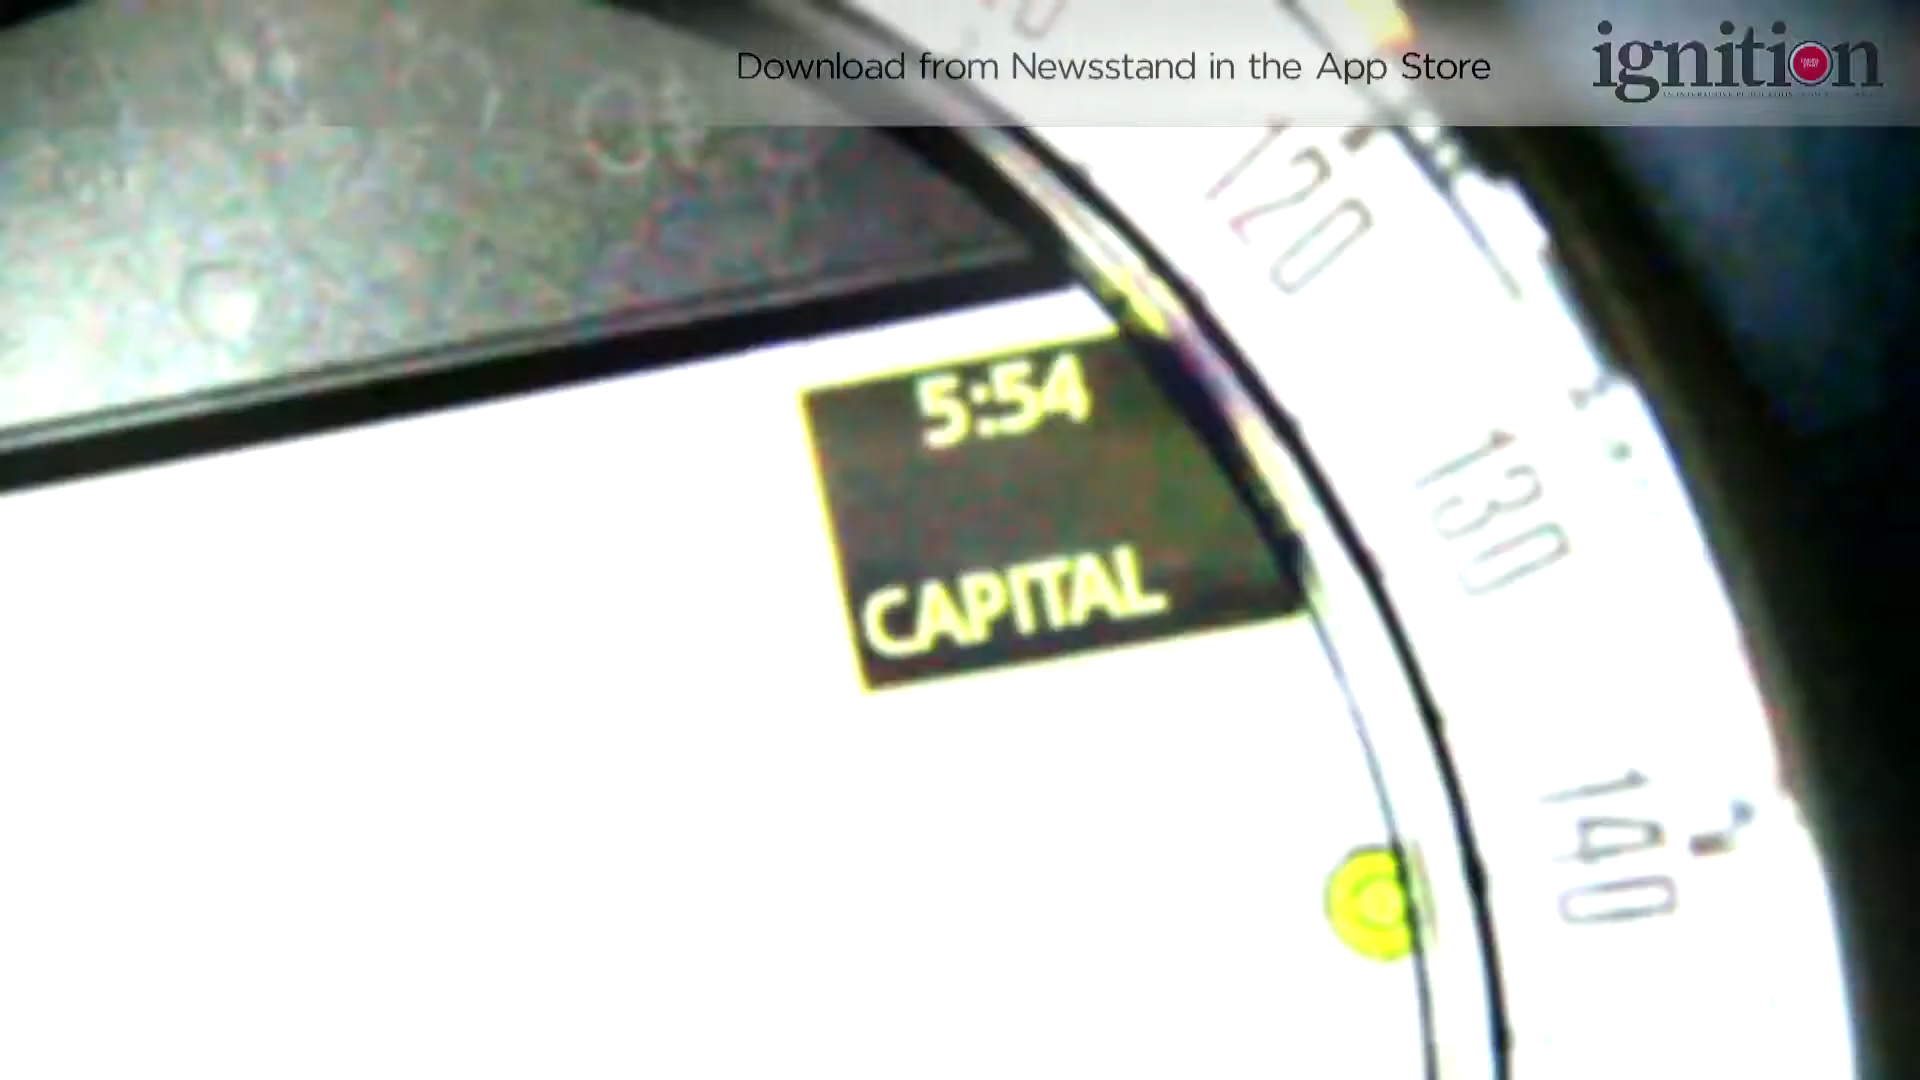 Download from Newsstand in the App Store
ignition
120
5:54
130
CAPITAL
140